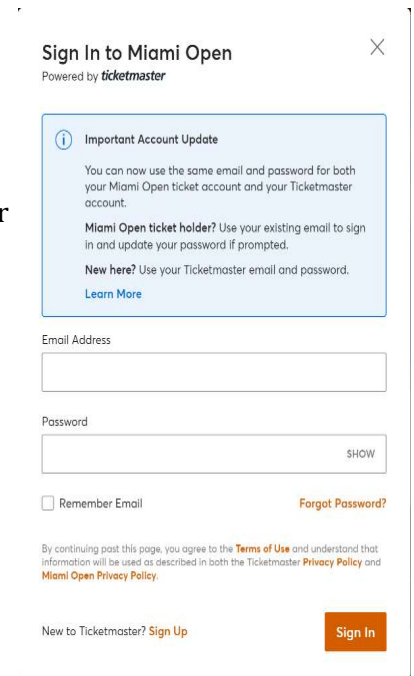 Sign In to Miami Open
Powered by ticketmaster
Important Account Update
You can now use the same email and password for both
your Miami Open ticket account and your Ticketmaster
account.
r
Miami Open ticket holder? Use your existing email to sign
in and update your password if prompted.
New here? Use your Ticketmaster email and password.
Learn More
Email Address
Password
SHOW
Remember Email Forgot Password?
By continuing past this page, you agree to the Terms of Use and understand that
information will be used as described in both the Ticketmaster Privacy Policy and
Miami Open Privacy Policy.
New to Ticketmaster? Sign Up Sign In